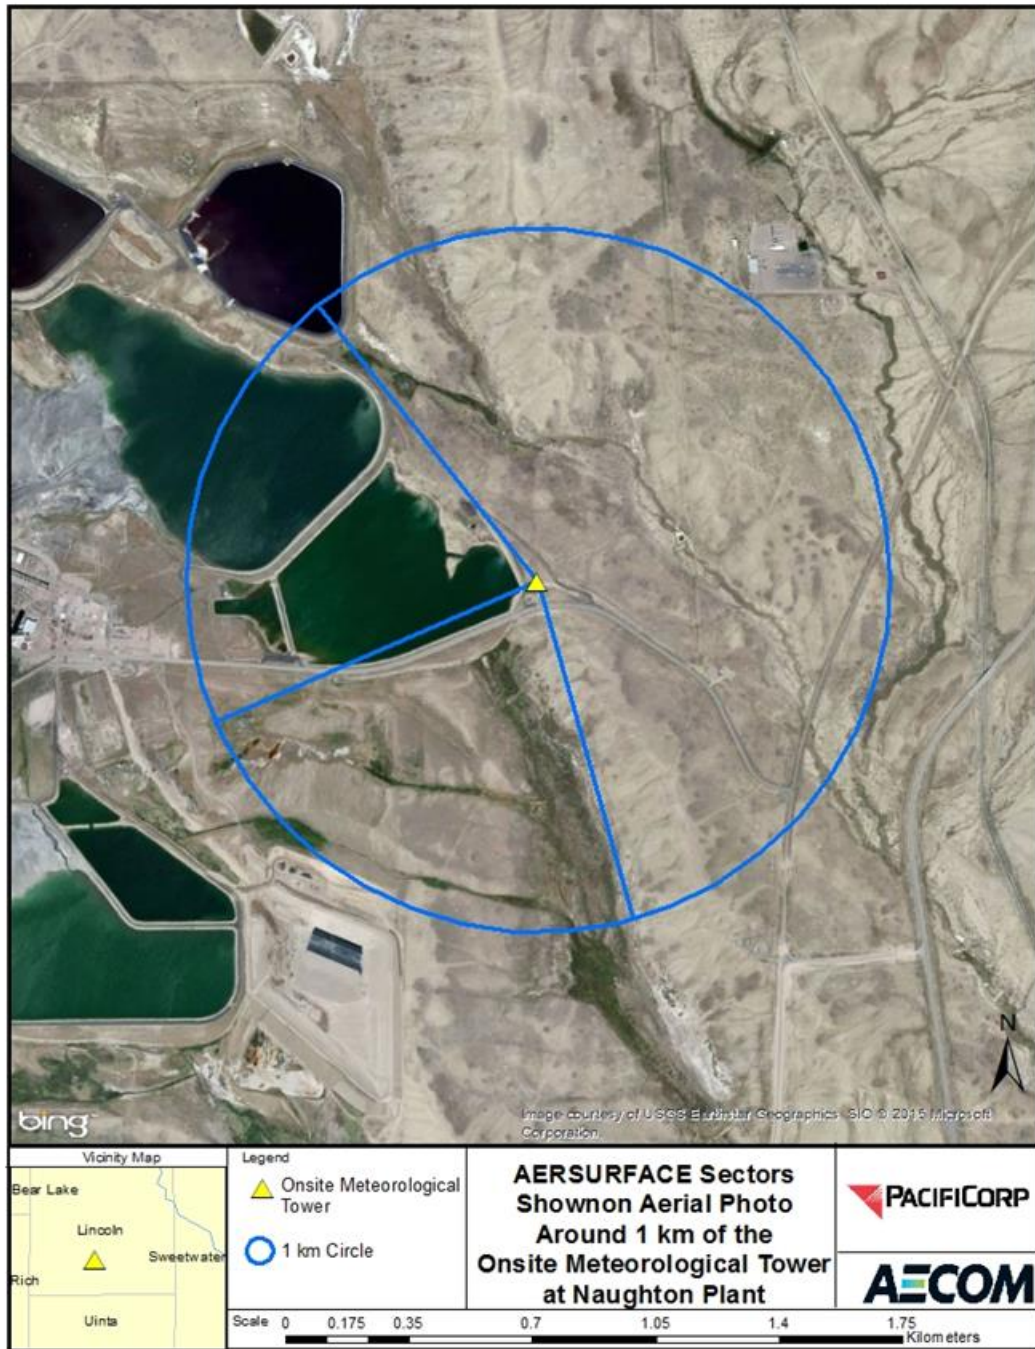 N
bing
Image courtesy of USGS Earthstar Geographics SIO © 2015 Microsoft
Corporation.
Vicinity Map
Bear Lake
Lincoln
Sweetwater
Rich
Uinta
Legend
Onsite Meteorological
Tower
1 km Circle
AERSURFACE Sectors
Shownon Aerial Photo
Around 1 km of the
Onsite Meteorological Tower
at Naughton Plant
PACIFICORP
AECOM
Scale 0 0.175 0.35 0.7 1.05 1.4 1.75
Kilometers